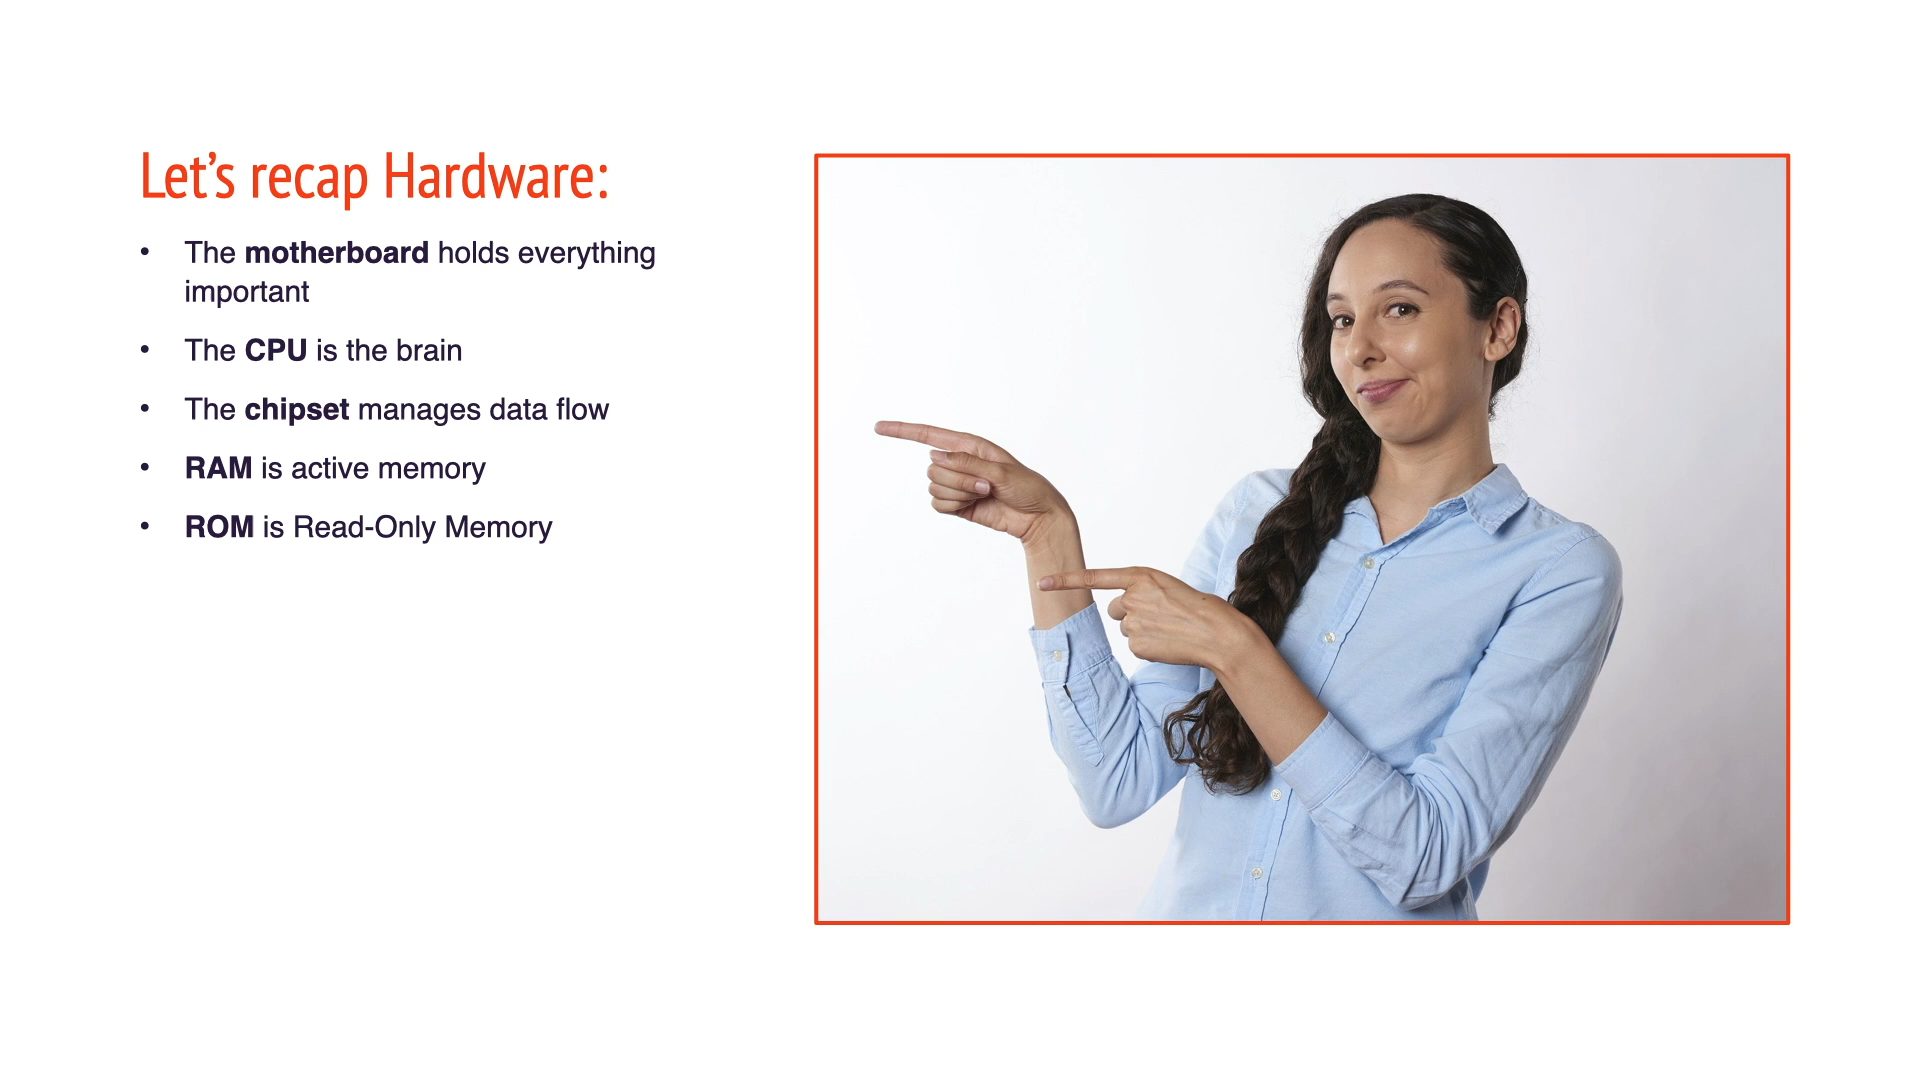 Let’s recap Hardware:
• The motherboard holds everything
important
• The CPU is the brain
• The chipset manages data flow
• RAM is active memory
• ROM is Read-Only Memory